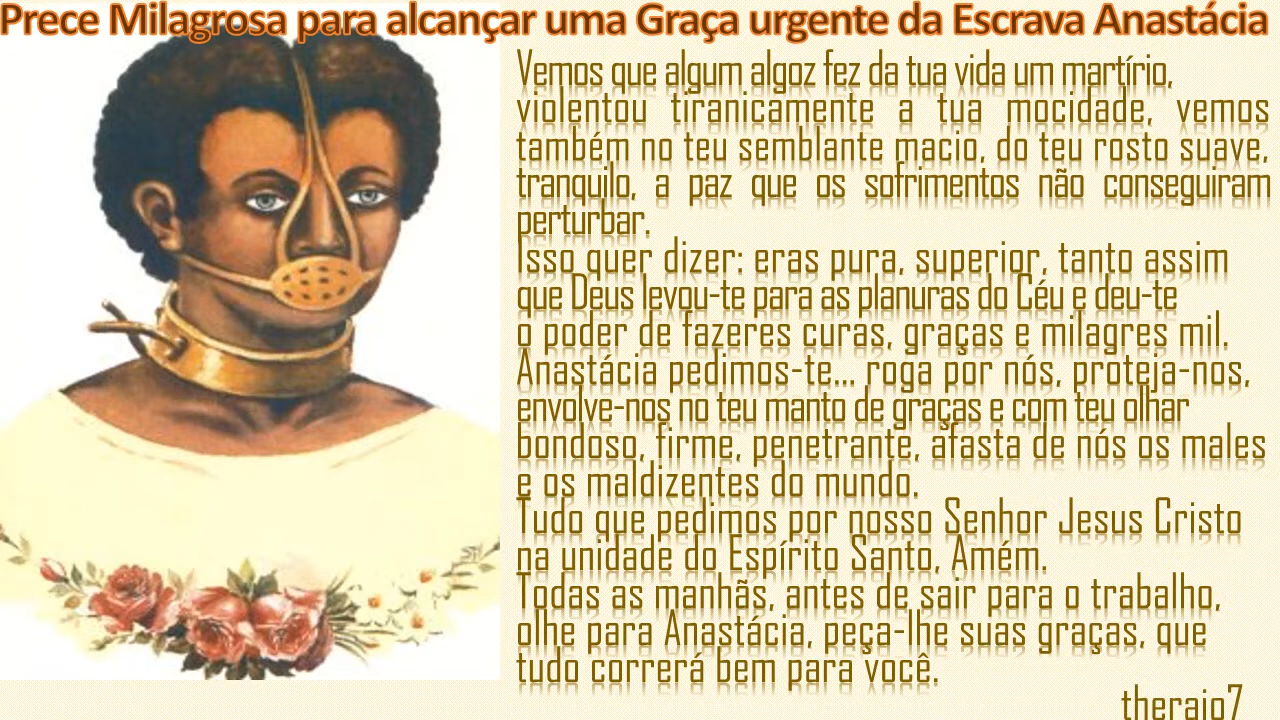 Prece Milagrosa para alcançar uma Graça urgente da Escrava Anastácia
Vemos que algum algoz fez da tua vida um martírio,
violentou tiranicamente a tua mocidade, vemos
também no teu semblante macio, do teu rosto suave,
tranquilo, a paz que os sofrimentos não conseguiram
perturbar.
Isso quer dizer: eras pura, superior, tanto assim
que Deus levou-te para as planuras do Céu e deu-te
o poder de fazeres curas, graças e milagres mil.
Anastácia pedimos-te... roga por nós, proteja-nos,
envolve-nos no teu manto de graças e com teu olhar
bondoso, firme, penetrante, afasta de nós os males
e os maldizentes do mundo.
Tudo que pedimos por nosso Senhor Jesus Cristo
na unidade do Espírito Santo, Amém.
Todas as manhãs, antes de sair para o trabalho,
olhe para Anastácia, peça-lhe suas graças, que
tudo correrá bem para você.
theraio7